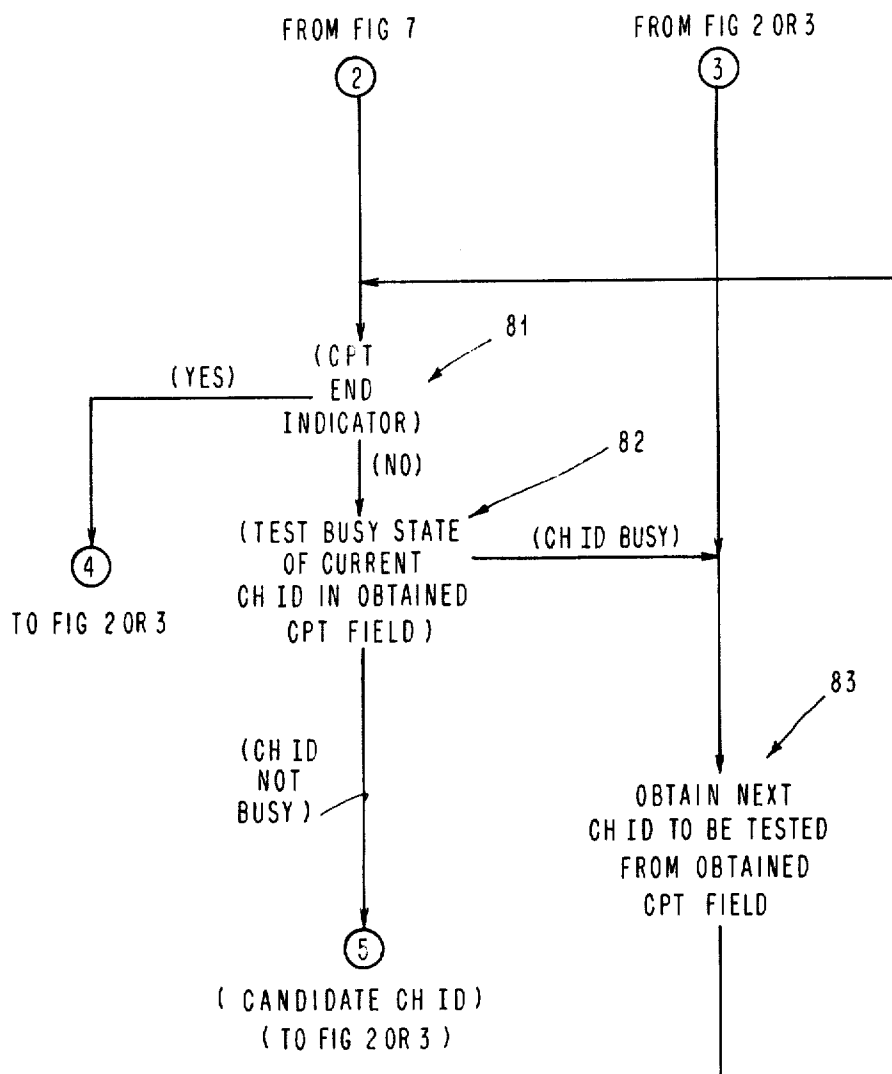 FROM FIG 7
FROM FIG 2 OR 3
2
3
81
(CPT
END
INDICATOR)
(YES)
(NO)
82
(TEST BUSY STATE
OF CURRENT
CH ID IN OBTAINED
CPT FIELD)
(CH ID BUSY)
4
TO FIG 2 OR 3
83
(CH ID
NOT
BUSY)
OBTAIN NEXT
CH ID TO BE TESTED
FROM OBTAINED
CPT FIELD
5
( CANDIDATE CH ID)
( TO FIG 2 OR 3 )